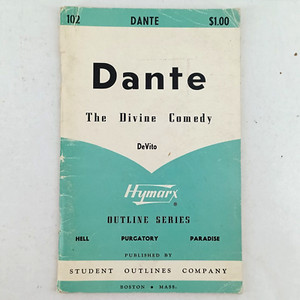 102 DANTE $1.00
Dante
The Divine Comedy
DeVito
Hymarx
®
OUTLINE SERIES
HELL PURGATORY PARADISE
PUBLISHED BY
STUDENT OUTLINES COMPANY
BOSTON ★ MASS.